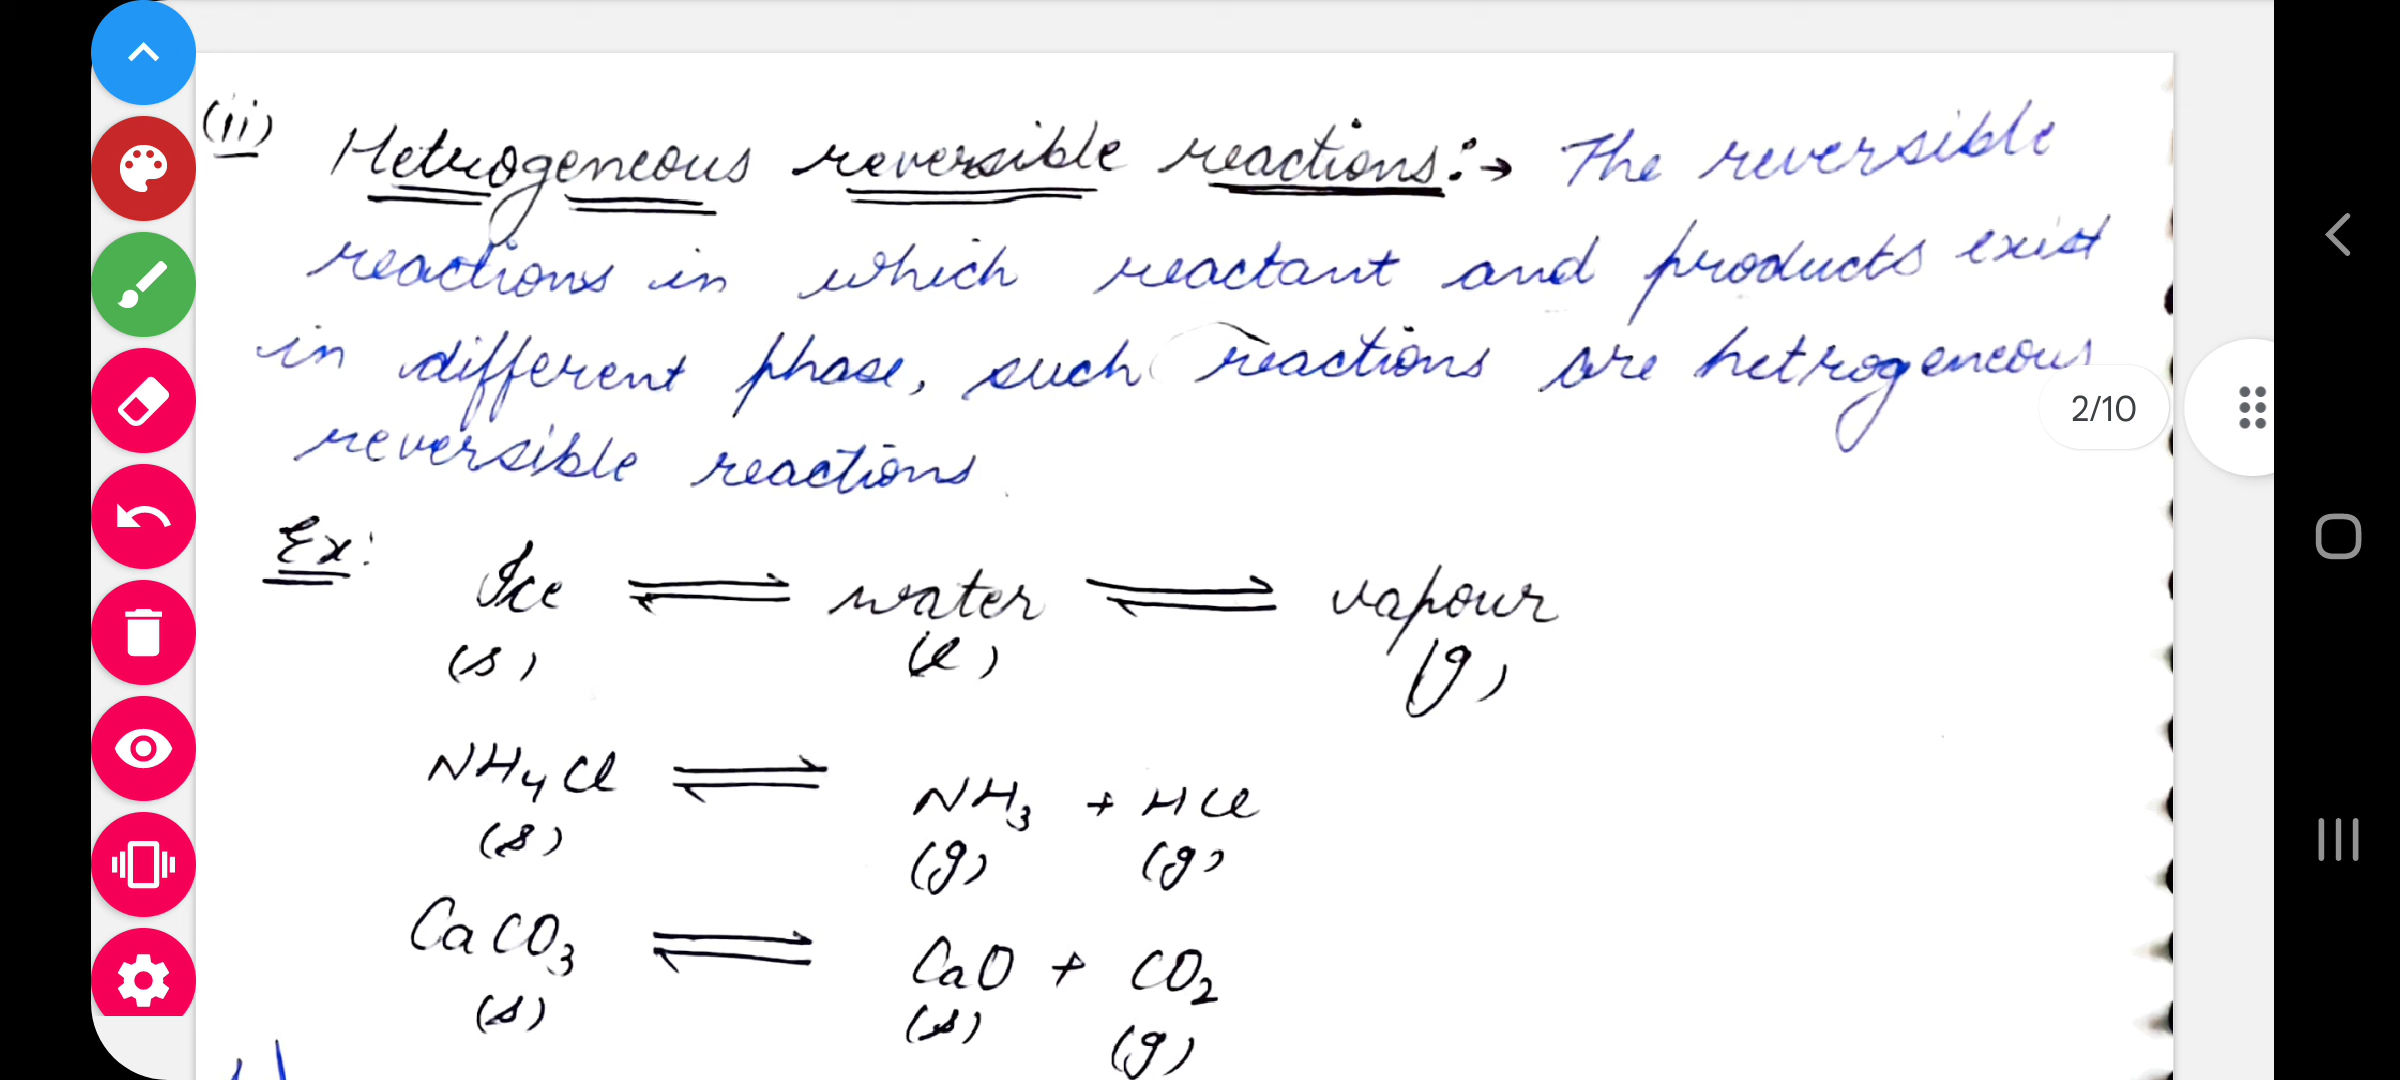 (ii) Hetrogeneous reversible reactions:→ The reversible
reactions in which reactant and products exist
in different phase, such reactions are hetrogeneous
2/10
reversible reactions
Ex: Ice ⇌ water ⇌ vapour
(s) (l) (g)
NH₄Cl ⇌ NH₃ + HCl
(s) (g) (g)
CaCO₃ ⇌ CaO + CO₂
(s) (s) (g)